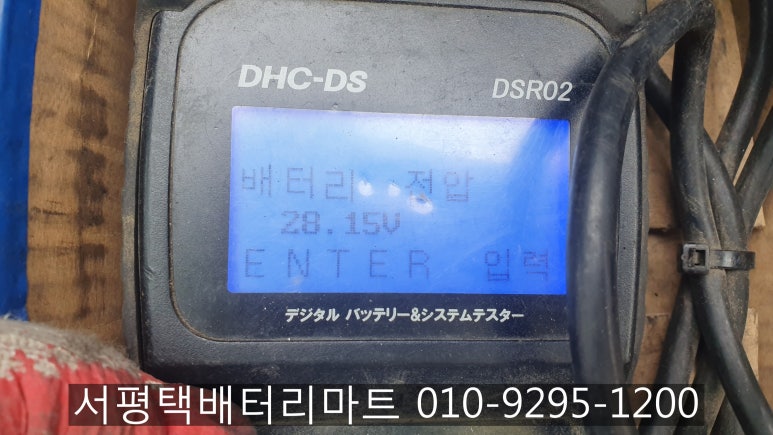 DHC-DS
DSR02
배터리 전압
28.15V
ENTER 입력
デジタル バッテリー&システムテスター
서평택배터리마트 010-9295-1200